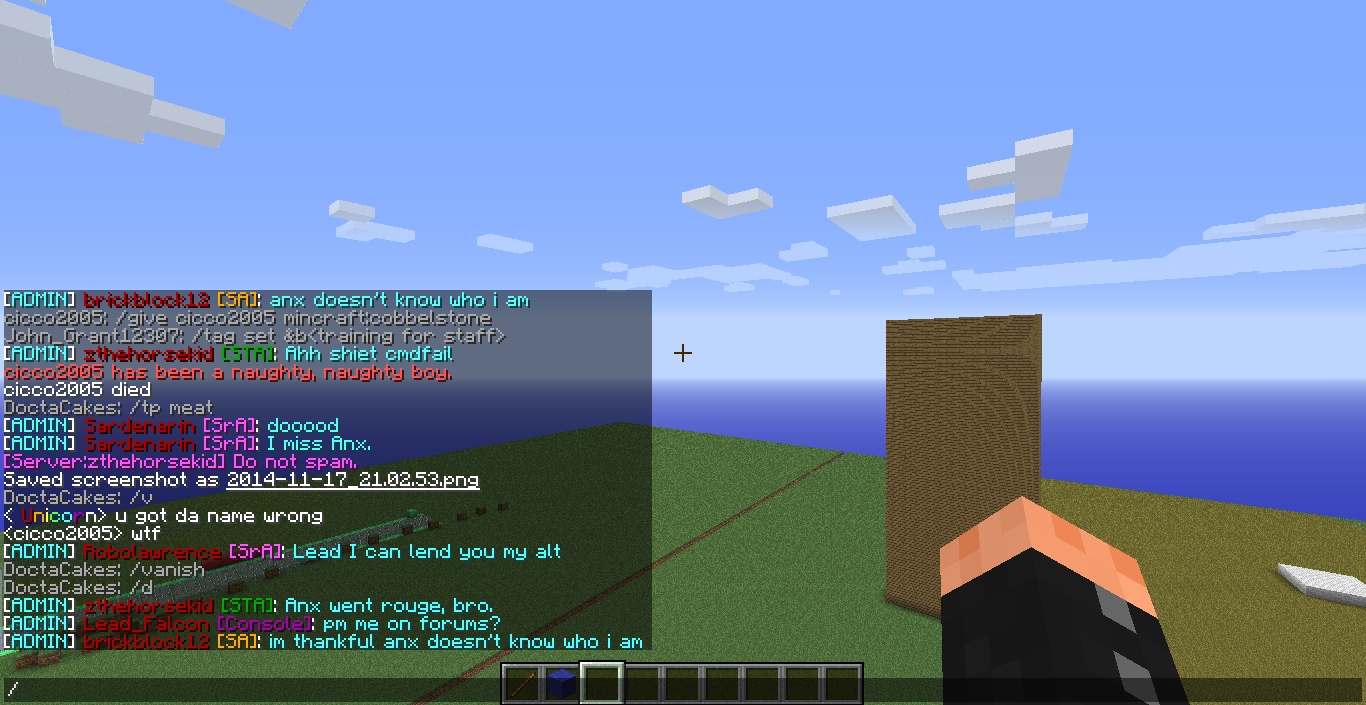 [ADMIN] brickblock12 [SA]: anx doesn't know who i am
cicco2005: /give cicco2005 mincraft:cobbelstone
John_Grant12307: /tag set &b<training for staff>
[ADMIN] zthehorsekid [STA]: Ahh shiet cmdfail
cicco2005 has been a naughty, naughty boy.
cicco2005 died
DoctaCakes: /tp meat
[ADMIN] Sardenarin [SrA]: dooood
[ADMIN] Sardenarin [SrA]: I miss Anx.
[Server:zthehorsekid] Do not spam.
Saved screenshot as 2014-11-17_21.02.53.png
DoctaCakes: /v
< Unicorn> u got da name wrong
<cicco2005> wtf
[ADMIN] Robolawrence [SrA]: Lead I can lend you my alt
DoctaCakes: /vanish
DoctaCakes: /d
[ADMIN] zthehorsekid [STA]: Anx went rouge, bro.
[ADMIN] Lead_Falcon [Console]: pm me on forums?
[ADMIN] brickblock12 [SA]: im thankful anx doesn't know who i am
/